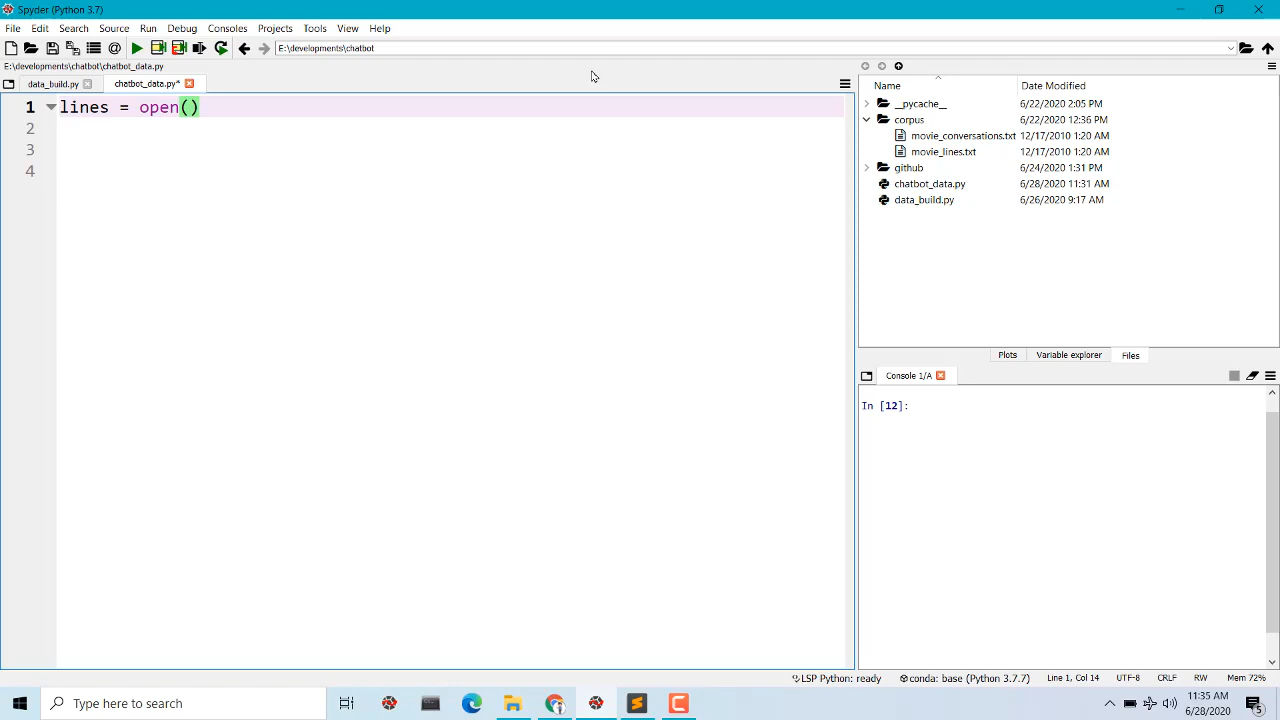 Spyder (Python 3.7)
File Edit Search Source Run Debug Consoles Projects Tools View Help
E:\developments\chatbot
E:\developments\chatbot\chatbot_data.py
data_build.py chatbot_data.py*
1 lines = open()
2
3
4
Name Date Modified
__pycache__ 6/22/2020 2:05 PM
corpus 6/22/2020 12:36 PM
movie_conversations.txt 12/17/2010 1:20 AM
movie_lines.txt 12/17/2010 1:20 AM
github 6/24/2020 1:31 PM
chatbot_data.py 6/28/2020 11:31 AM
data_build.py 6/26/2020 9:17 AM
Plots Variable explorer Files
Console 1/A
In [12]:
LSP Python: ready conda: base (Python 3.7.7) Line 1, Col 14 UTF-8 CRLF RW Mem 72%
Type here to search
11:35 AM
6/28/2020
5